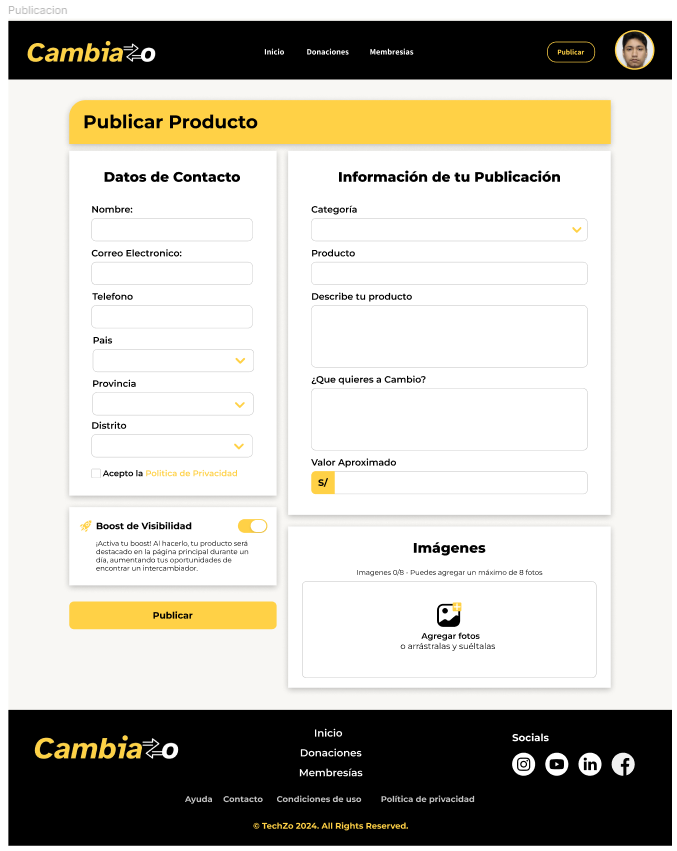 Publicacion
Cambiazo
Inicio Donaciones Membresías Publicar
Publicar Producto
Datos de Contacto
Nombre:
Correo Electronico:
Telefono
Pais
Provincia
Distrito
Acepto la Política de Privacidad
Boost de Visibilidad
¡Activa tu boost! Al hacerlo, tu producto será
destacado en la página principal durante un
día, aumentando tus oportunidades de
encontrar un intercambiador.
Publicar
Información de tu Publicación
Categoría
Producto
Describe tu producto
¿Que quieres a Cambio?
Valor Aproximado
S/
Imágenes
Imagenes 0/8 - Puedes agregar un máximo de 8 fotos
Agregar fotos
o arrástralas y suéltalas
Cambiazo
Inicio
Donaciones
Membresías
Socials
Ayuda Contacto Condiciones de uso Política de privacidad
© TechZo 2024. All Rights Reserved.